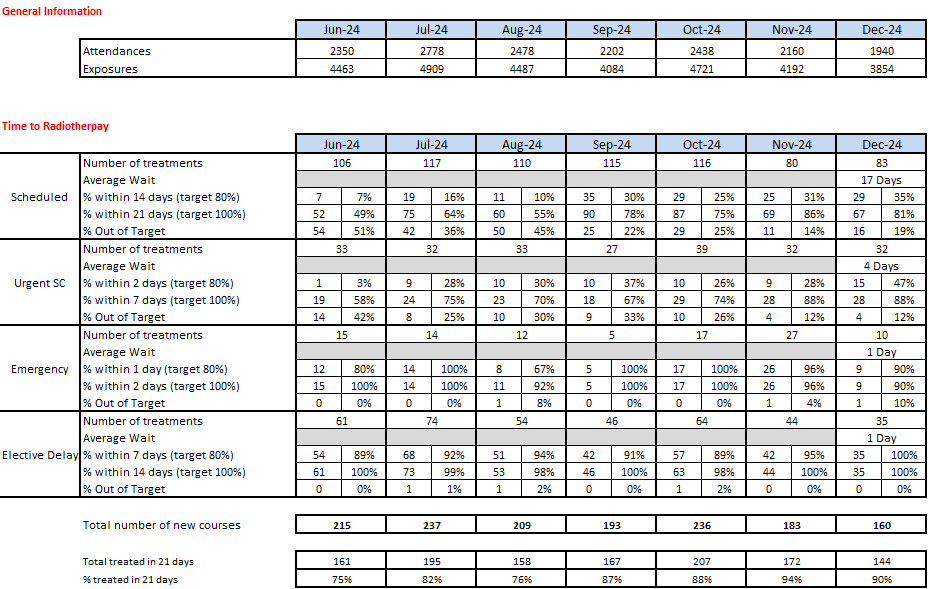 General Information
Jun-24 Jul-24 Aug-24 Sep-24 Oct-24 Nov-24 Dec-24
Attendances 2350 2778 2478 2202 2438 2160 1940
Exposures 4463 4909 4487 4084 4721 4192 3854
Time to Radiotherpay
Jun-24 Jul-24 Aug-24 Sep-24 Oct-24 Nov-24 Dec-24
Number of treatments 106 117 110 115 116 80 83
Average Wait 17 Days
Scheduled % within 14 days (target 80%) 7 7% 19 16% 11 10% 35 30% 29 25% 25 31% 29 35%
% within 21 days (target 100%) 52 49% 75 64% 60 55% 90 78% 87 75% 69 86% 67 81%
% Out of Target 54 51% 42 36% 50 45% 25 22% 29 25% 11 14% 16 19%
Number of treatments 33 32 33 27 39 32 32
Average Wait 4 Days
Urgent SC % within 2 days (target 80%) 1 3% 9 28% 10 30% 10 37% 10 26% 9 28% 15 47%
% within 7 days (target 100%) 19 58% 24 75% 23 70% 18 67% 29 74% 28 88% 28 88%
% Out of Target 14 42% 8 25% 10 30% 9 33% 10 26% 4 12% 4 12%
Number of treatments 15 14 12 5 17 27 10
Average Wait 1 Day
Emergency % within 1 day (target 80%) 12 80% 14 100% 8 67% 5 100% 17 100% 26 96% 9 90%
% within 2 days (target 100%) 15 100% 14 100% 11 92% 5 100% 17 100% 26 96% 9 90%
% Out of Target 0 0% 0 0% 1 8% 0 0% 0 0% 1 4% 1 10%
Number of treatments 61 74 54 46 64 44 35
Average Wait 1 Day
Elective Delay % within 7 days (target 80%) 54 89% 68 92% 51 94% 42 91% 57 89% 42 95% 35 100%
% within 14 days (target 100%) 61 100% 73 99% 53 98% 46 100% 63 98% 44 100% 35 100%
% Out of Target 0 0% 1 1% 1 2% 0 0% 1 2% 0 0% 0 0%
Total number of new courses 215 237 209 193 236 183 160
Total treated in 21 days 161 195 158 167 207 172 144
% treated in 21 days 75% 82% 76% 87% 88% 94% 90%